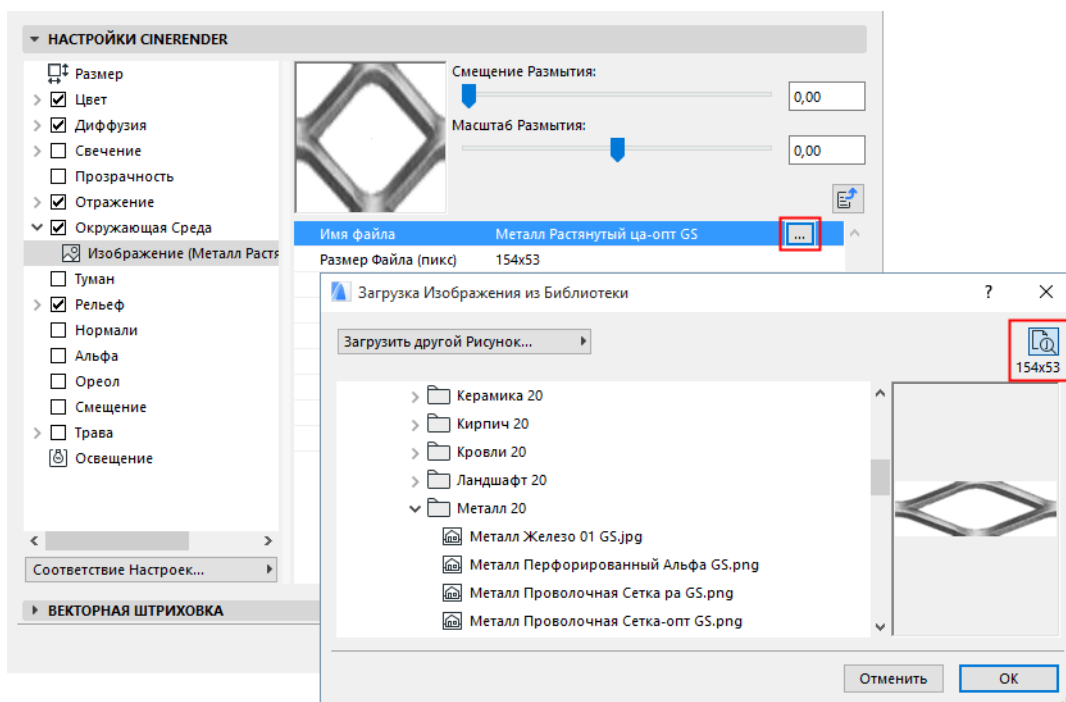 НАСТРОЙКИ CINERENDER
Размер
Цвет
Диффузия
Свечение
Прозрачность
Отражение
Окружающая Среда
Изображение (Металл Растя
Туман
Рельеф
Нормали
Альфа
Ореол
Смещение
Трава
Освещение
Соответствие Настроек...
ВЕКТОРНАЯ ШТРИХОВКА
Смещение Размытия:
0,00
Масштаб Размытия:
0,00
Имя файла Металл Растянутый ца-опт GS ...
Размер Файла (пикс) 154x53
Загрузка Изображения из Библиотеки ?
Загрузить другой Рисунок...
154x53
Керамика 20
Кирпич 20
Кровли 20
Ландшафт 20
Металл 20
Металл Железо 01 GS.jpg
Металл Перфорированный Альфа GS.png
Металл Проволочная Сетка ра GS.png
Металл Проволочная Сетка-опт GS.png
Отменить OK